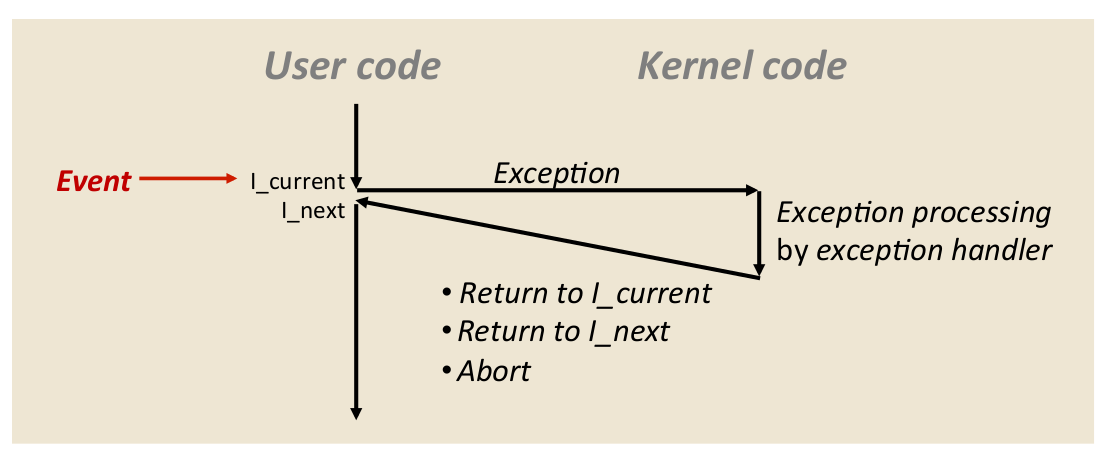 User code
Kernel code
Event
I_current
Exception
I_next
Exception processing
by exception handler
• Return to I_current
• Return to I_next
• Abort